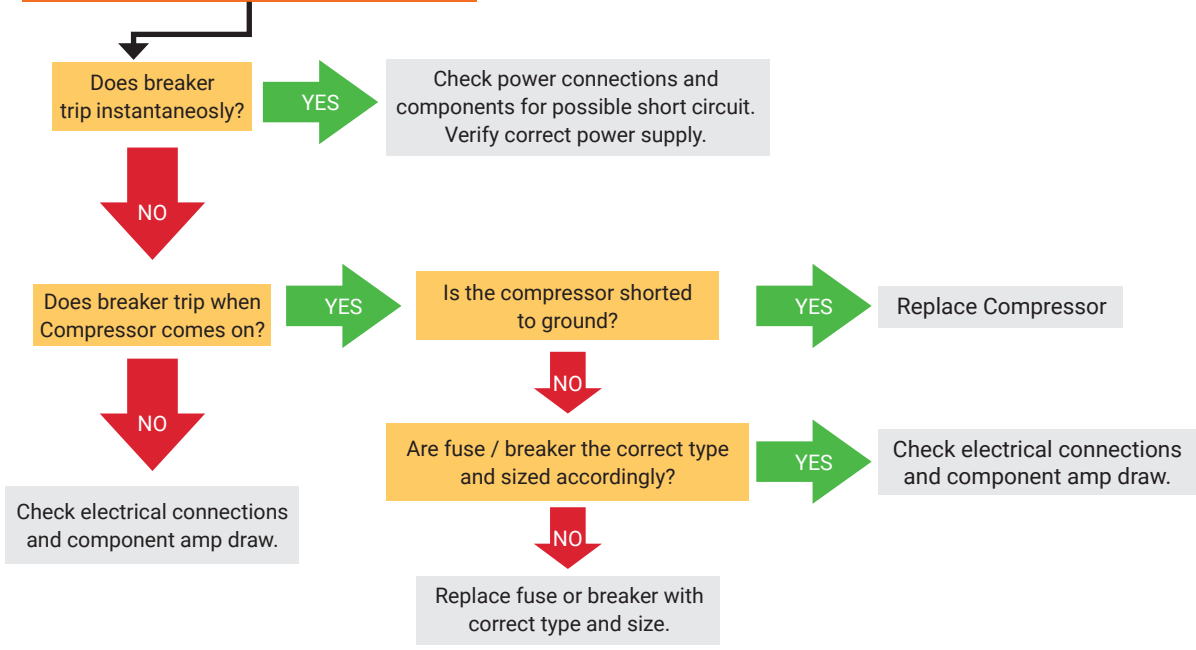 Does breaker
trip instantaneosly?
YES
Check power connections and
components for possible short circuit.
Verify correct power supply.
NO
Does breaker trip when
Compressor comes on?
YES
Is the compressor shorted
to ground?
YES
Replace Compressor
NO
NO
Are fuse / breaker the correct type
and sized accordingly?
YES
Check electrical connections
and component amp draw.
Check electrical connections
and component amp draw.
NO
Replace fuse or breaker with
correct type and size.